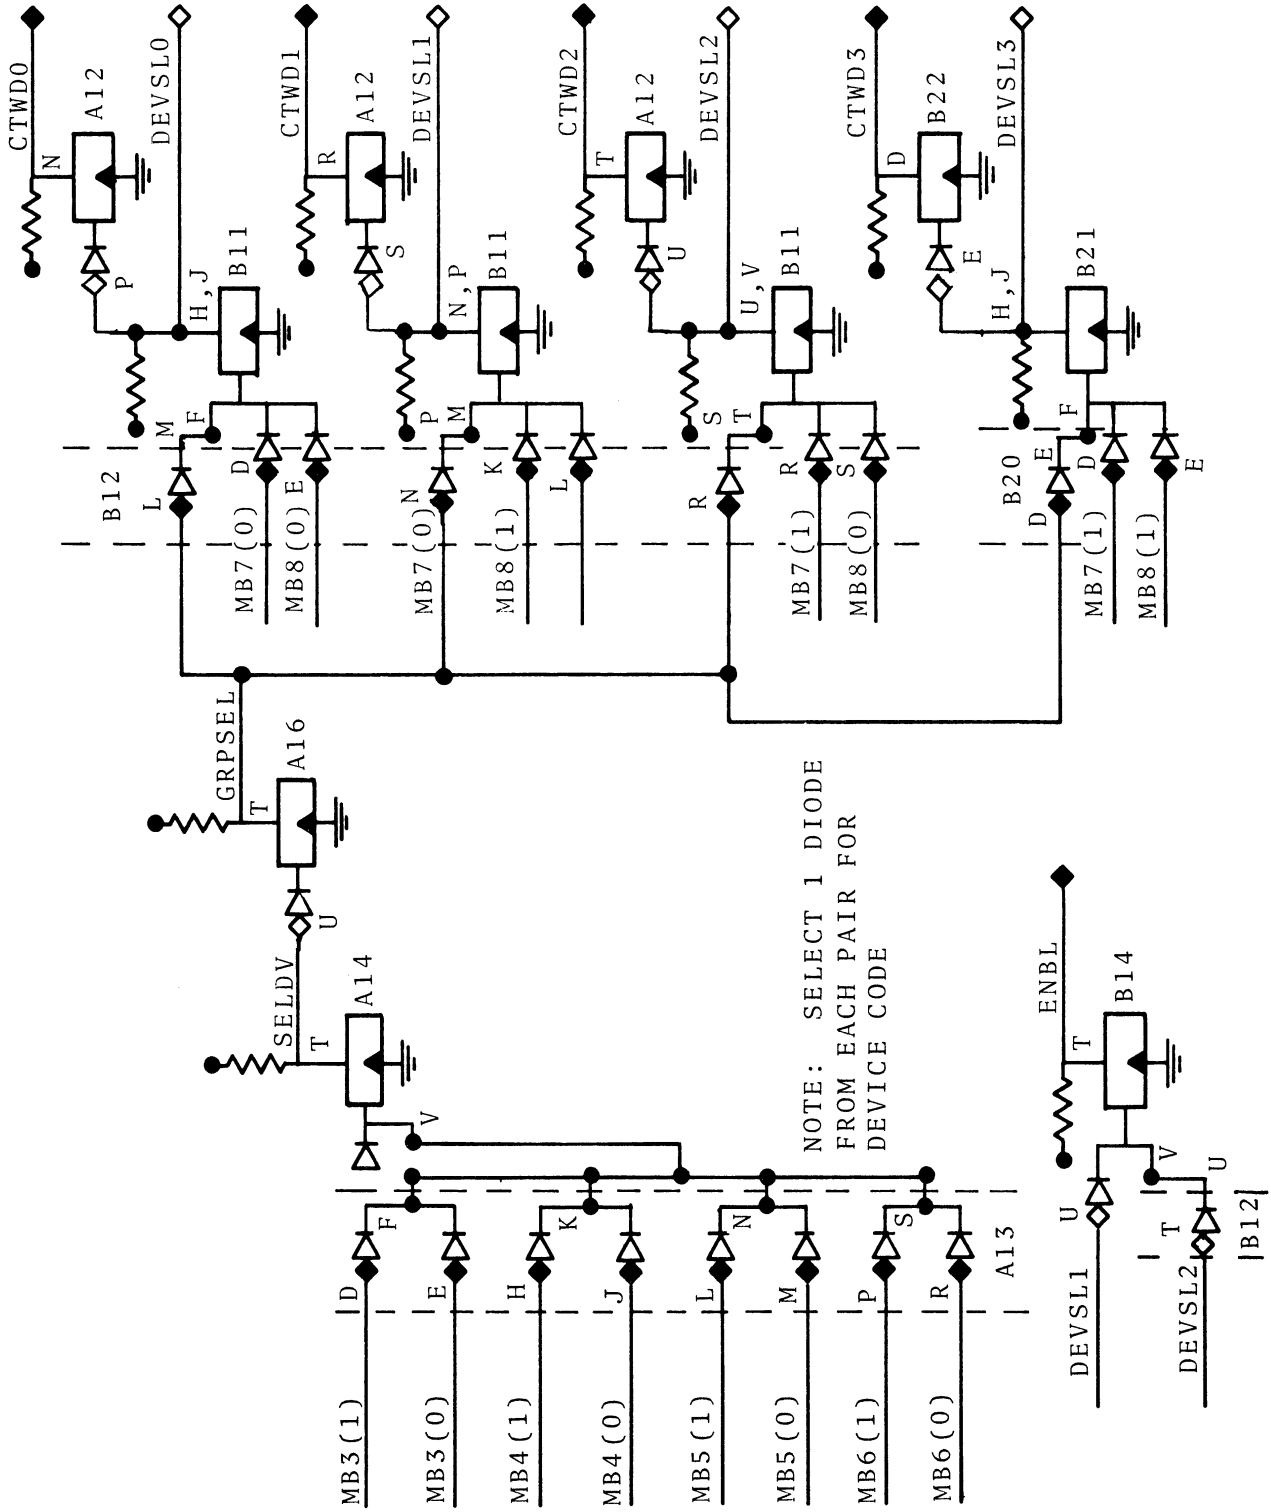 CTWD0
N
A12
P
DEVSL0
H,J
B11
M
F
B12
L
D
E
MB7(0)
MB8(0)
CTWD1
R
A12
S
DEVSL1
N,P
B11
P
M
N
K
L
MB7(0)
MB8(1)
CTWD2
T
A12
U
DEVSL2
U,V
B11
S
T
R
R
S
MB7(1)
MB8(0)
CTWD3
D
B22
E
DEVSL3
H,J
B21
F
B20
E
D
D
E
MB7(1)
MB8(1)
GRPSEL
T
A16
U
SELDV
T
A14
V
NOTE: SELECT 1 DIODE
FROM EACH PAIR FOR
DEVICE CODE
F
K
N
S
A13
D
E
H
J
L
M
P
R
MB3(1)
MB3(0)
MB4(1)
MB4(0)
MB5(1)
MB5(0)
MB6(1)
MB6(0)
ENBL
T
B14
V
U
U
T
B12
DEVSL1
DEVSL2